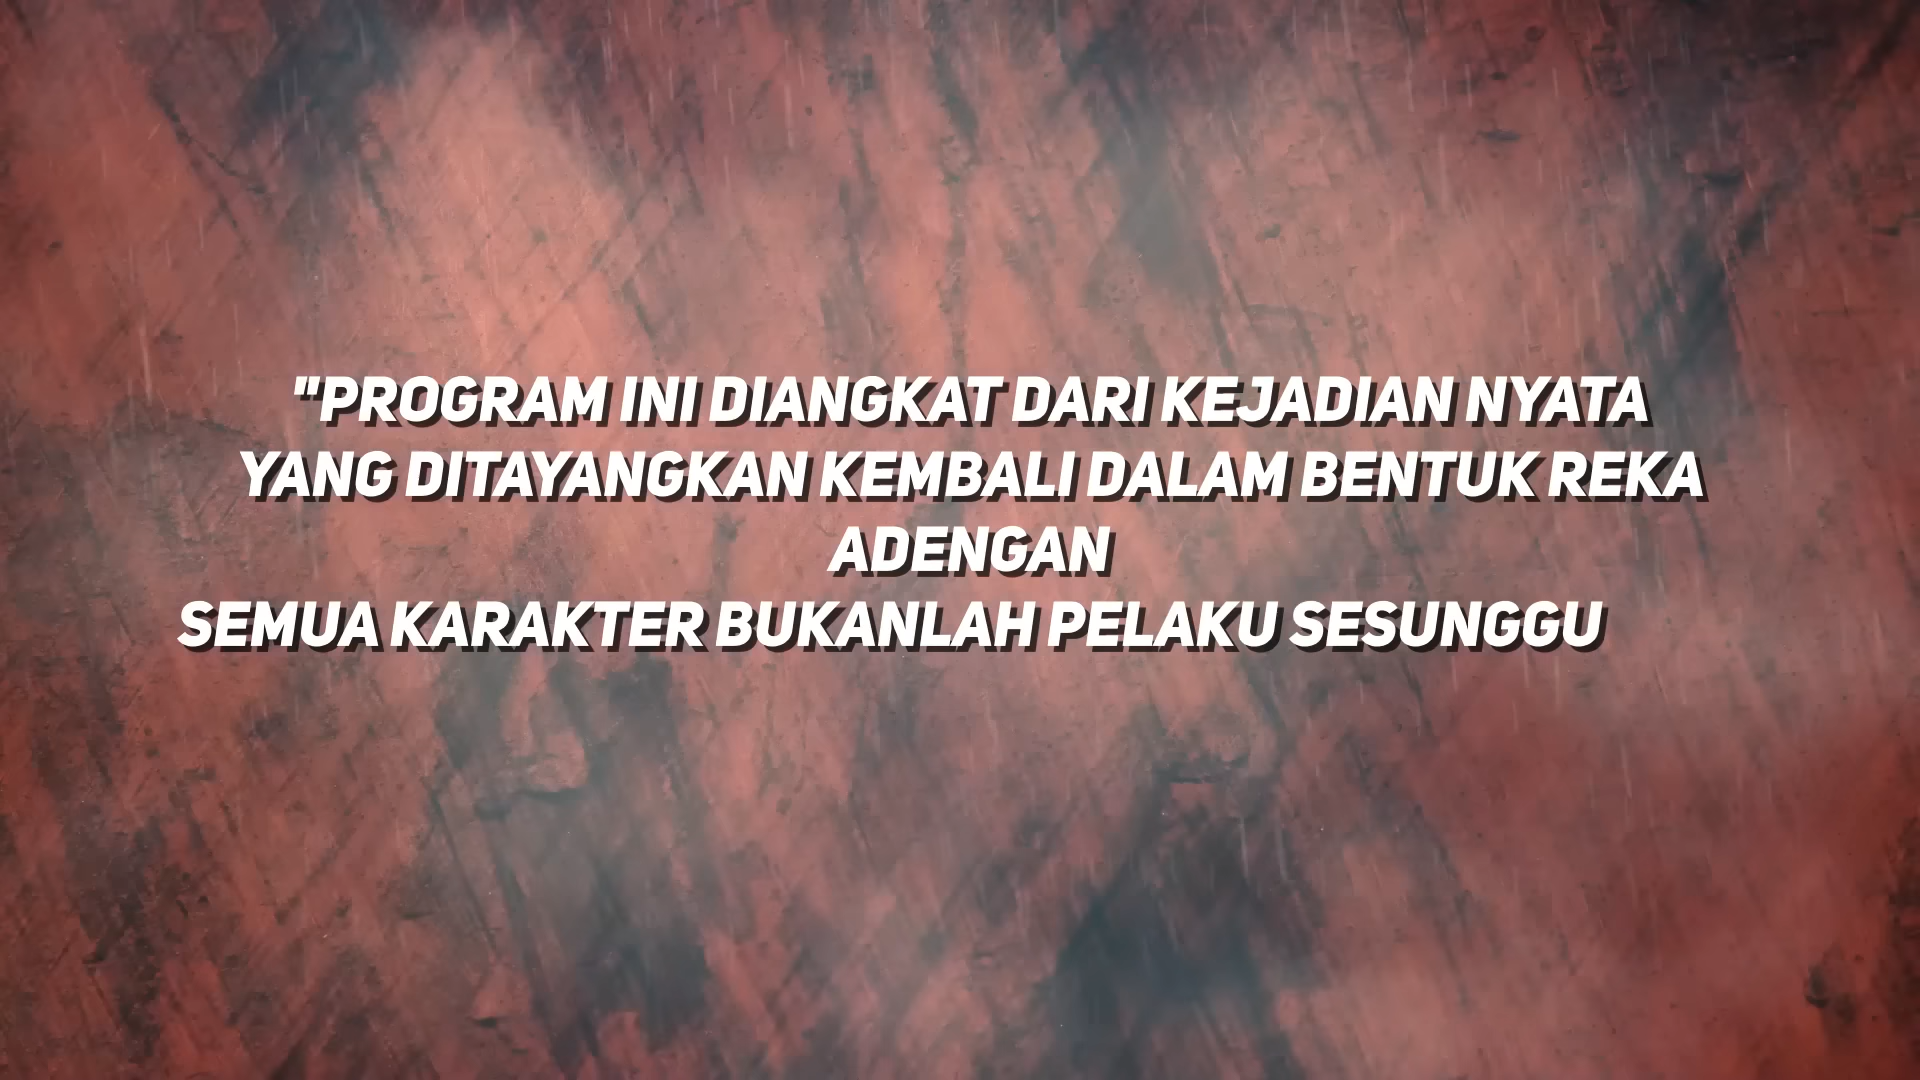 "PROGRAM INI DIANGKAT DARI KEJADIAN NYATA
YANG DITAYANGKAN KEMBALI DALAM BENTUK REKA
ADENGAN
SEMUA KARAKTER BUKANLAH PELAKU SESUNGGU